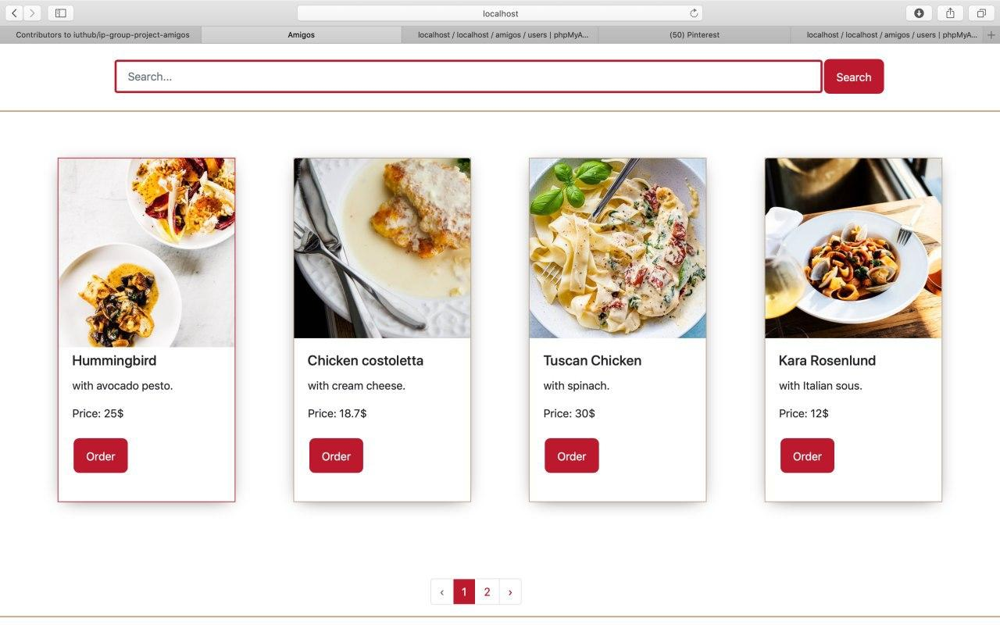 localhost
Contributors to iuthub/ip-group-project-amigos
Amigos
localhost / localhost / amigos / users | phpMyA...
(50) Pinterest
localhost / localhost / amigos / users | phpMyA...
Search...
Search
Hummingbird
with avocado pesto.
Price: 25$
Order
Chicken costoletta
with cream cheese.
Price: 18.7$
Order
Tuscan Chicken
with spinach.
Price: 30$
Order
Kara Rosenlund
with Italian sous.
Price: 12$
Order
‹ 1 2 ›